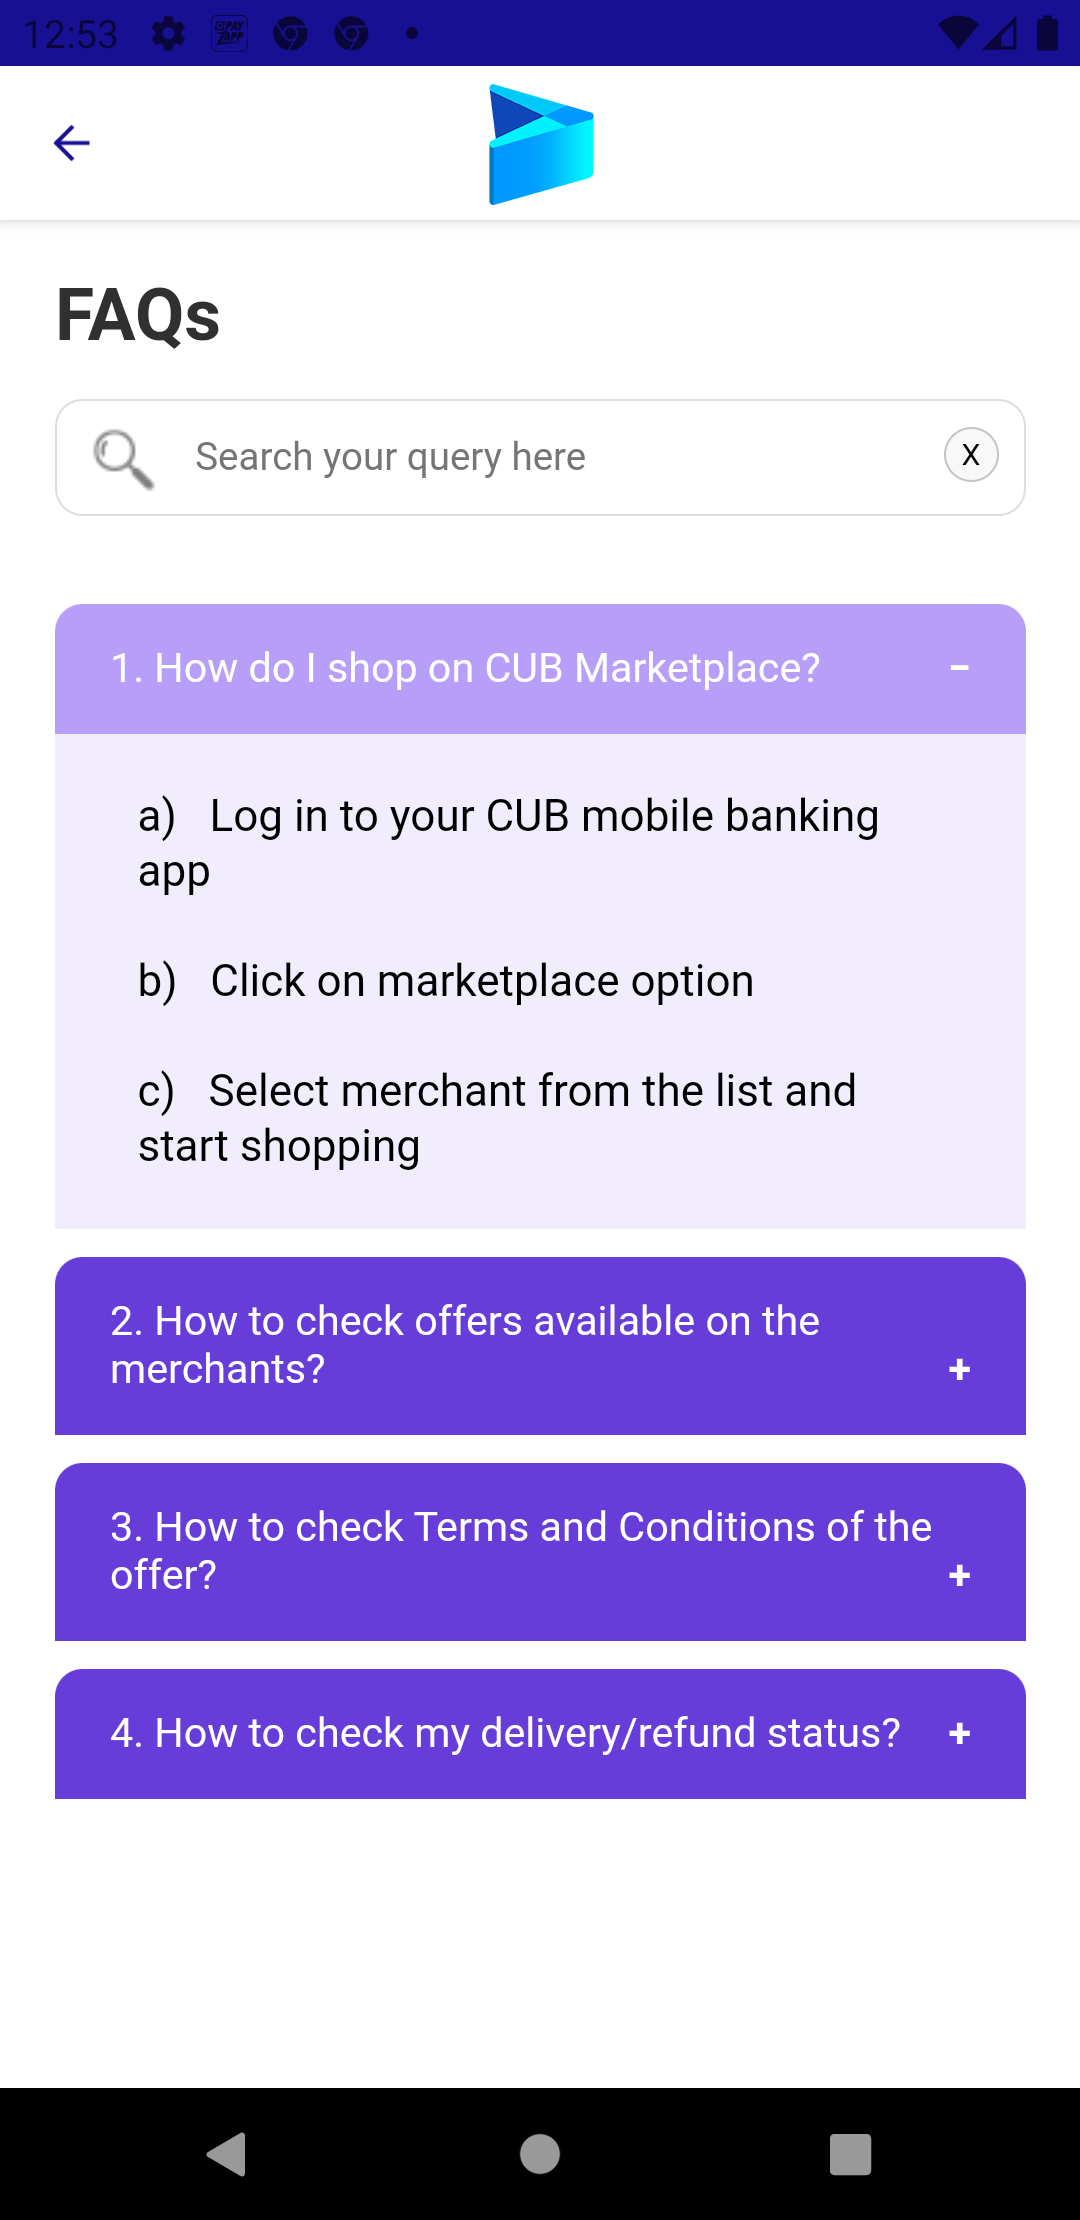 12:53
PAY
ZAPP
FAQs
Search your query here
X
1. How do I shop on CUB Marketplace?
–
a) Log in to your CUB mobile banking
app
b) Click on marketplace option
c) Select merchant from the list and
start shopping
2. How to check offers available on the
merchants?
+
3. How to check Terms and Conditions of the
offer?
+
4. How to check my delivery/refund status? +